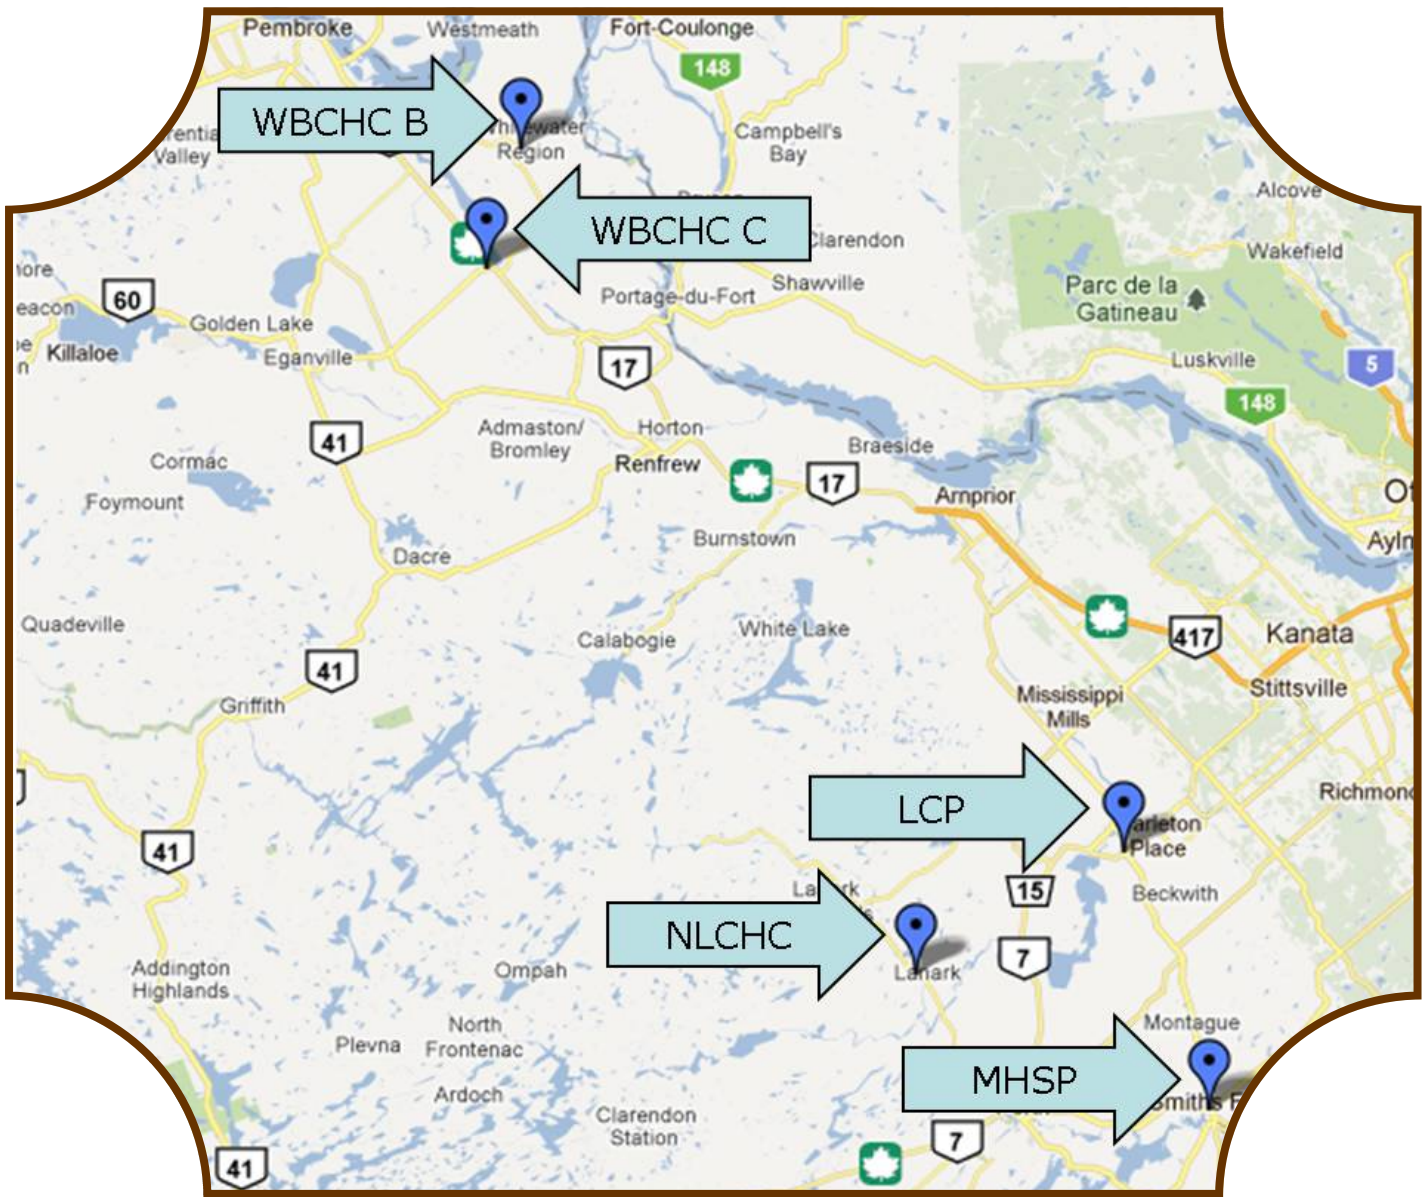 Pembroke
Westmeath
Fort-Coulonge
148
WBCHC B
Valley
Region
Campbell's
Bay
Alcove
WBCHC C
Clarendon
Wakefield
Shawville
Parc de la
Gatineau
Portage-du-Fort
60
Golden Lake
Killaloe
Eganville
17
Luskville
5
148
41
Admaston/
Bromley
Horton
Braeside
Cormac
Renfrew
17
Arnprior
Foymount
Burnstown
Dacre
Quadeville
Calabogie
White Lake
417
Kanata
41
Stittsville
Griffith
Mississippi
Mills
LCP
Place
41
15
Beckwith
NLCHC
7
Lanark
Addington
Highlands
Ompah
North
Frontenac
Plevna
Montague
MHSP
Ardoch
Clarendon
Station
7
41